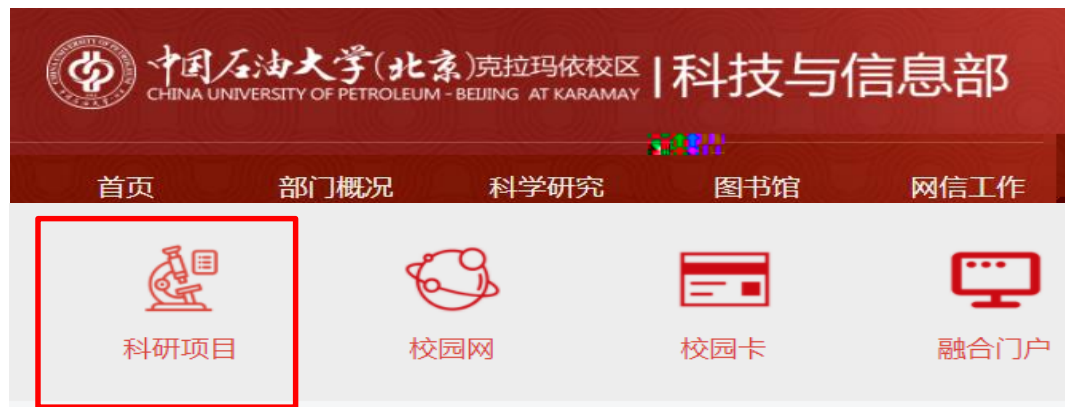 中国石油大学(北京)克拉玛依校区 | 科技与信息部
CHINA UNIVERSITY OF PETROLEUM - BEIJING AT KARAMAY
首页 部门概况 科学研究 图书馆 网信工作
科研项目 校园网 校园卡 融合门户